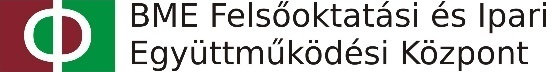 BME Felsőoktatási és Ipari
Együttműködési Központ